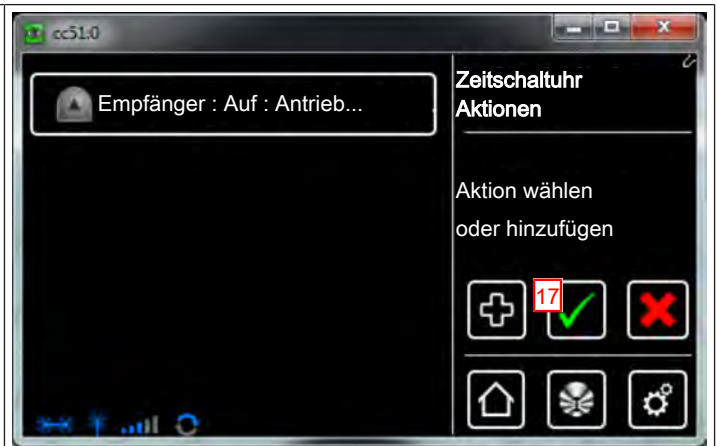 cc51:0
Empfänger : Auf : Antrieb...
Zeitschaltuhr
Aktionen
Aktion wählen
oder hinzufügen
17